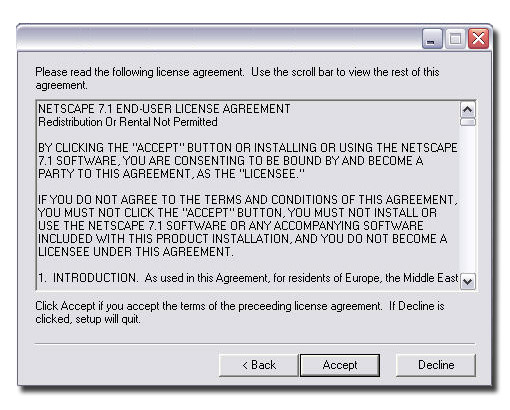 Please read the following license agreement.  Use the scroll bar to view the rest of this
agreement.
NETSCAPE 7.1 END-USER LICENSE AGREEMENT
Redistribution Or Rental Not Permitted
BY CLICKING THE "ACCEPT" BUTTON OR INSTALLING OR USING THE NETSCAPE
7.1 SOFTWARE, YOU ARE CONSENTING TO BE BOUND BY AND BECOME A
PARTY TO THIS AGREEMENT, AS THE "LICENSEE."
IF YOU DO NOT AGREE TO THE TERMS AND CONDITIONS OF THIS AGREEMENT,
YOU MUST NOT CLICK THE "ACCEPT" BUTTON, YOU MUST NOT INSTALL OR
USE THE NETSCAPE 7.1 SOFTWARE OR ANY ACCOMPANYING SOFTWARE
INCLUDED WITH THIS PRODUCT INSTALLATION, AND YOU DO NOT BECOME A
LICENSEE UNDER THIS AGREEMENT.
1.  INTRODUCTION.  As used in this Agreement, for residents of Europe, the Middle East
Click Accept if you accept the terms of the preceeding license agreement.  If Decline is
clicked, setup will quit.
< Back
Accept
Decline